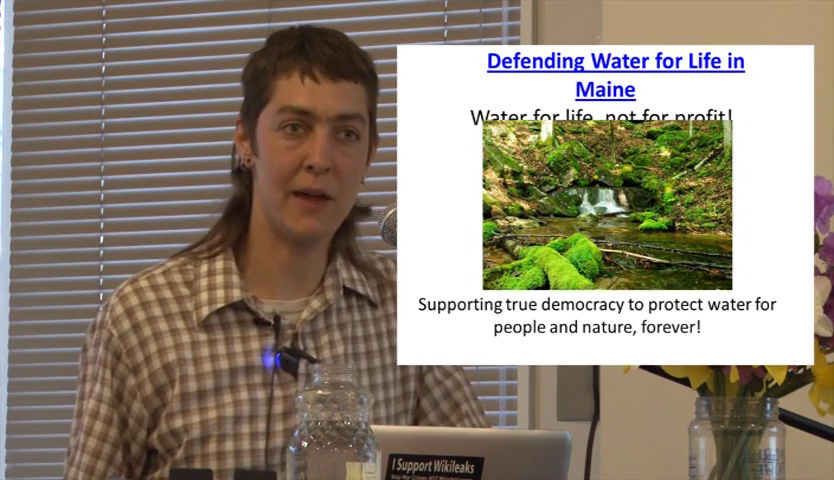 Defending Water for Life in
Maine
Water for life, not for profit!
Supporting true democracy to protect water for
people and nature, forever!
I Support Wikileaks